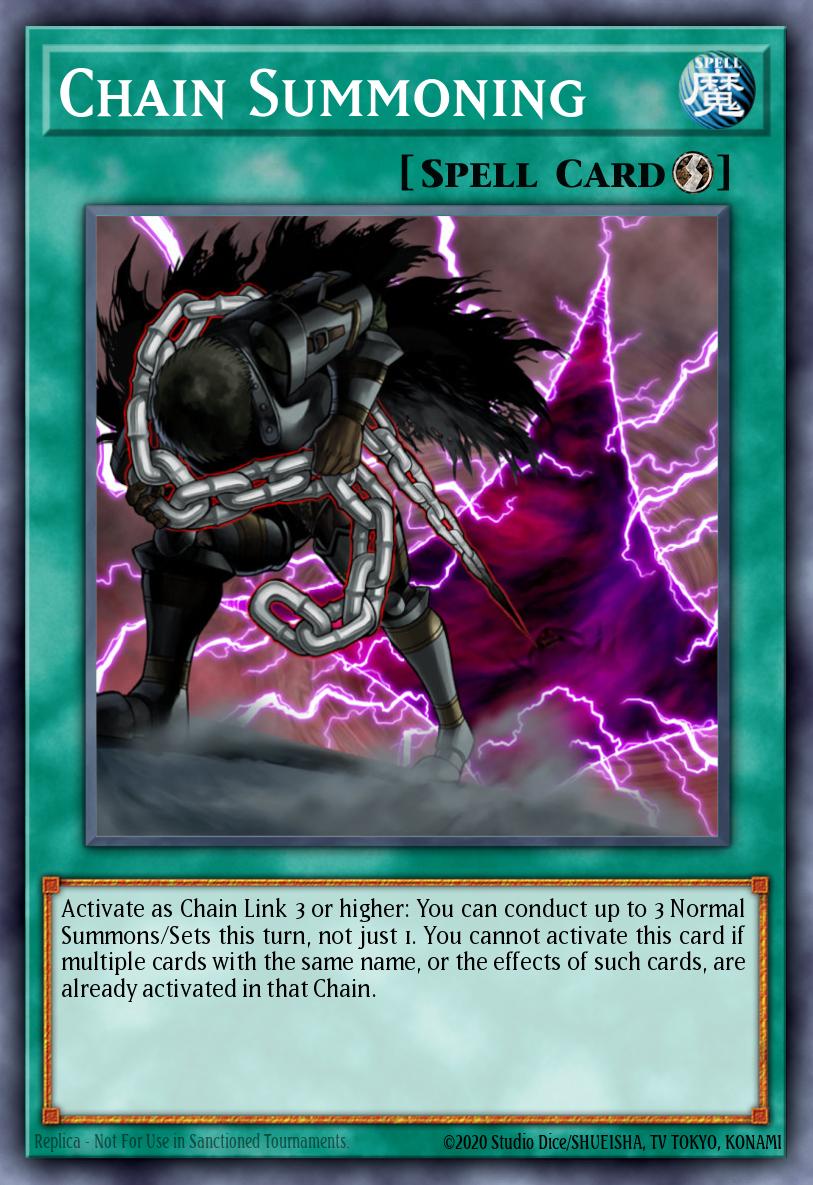 Chain Summoning
SPELL
魔
[Spell Card]
Activate as Chain Link 3 or higher: You can conduct up to 3 Normal
Summons/Sets this turn, not just 1. You cannot activate this card if
multiple cards with the same name, or the effects of such cards, are
already activated in that Chain.
Replica - Not For Use in Sanctioned Tournaments.
©2020 Studio Dice/SHUEISHA, TV TOKYO, KONAMI